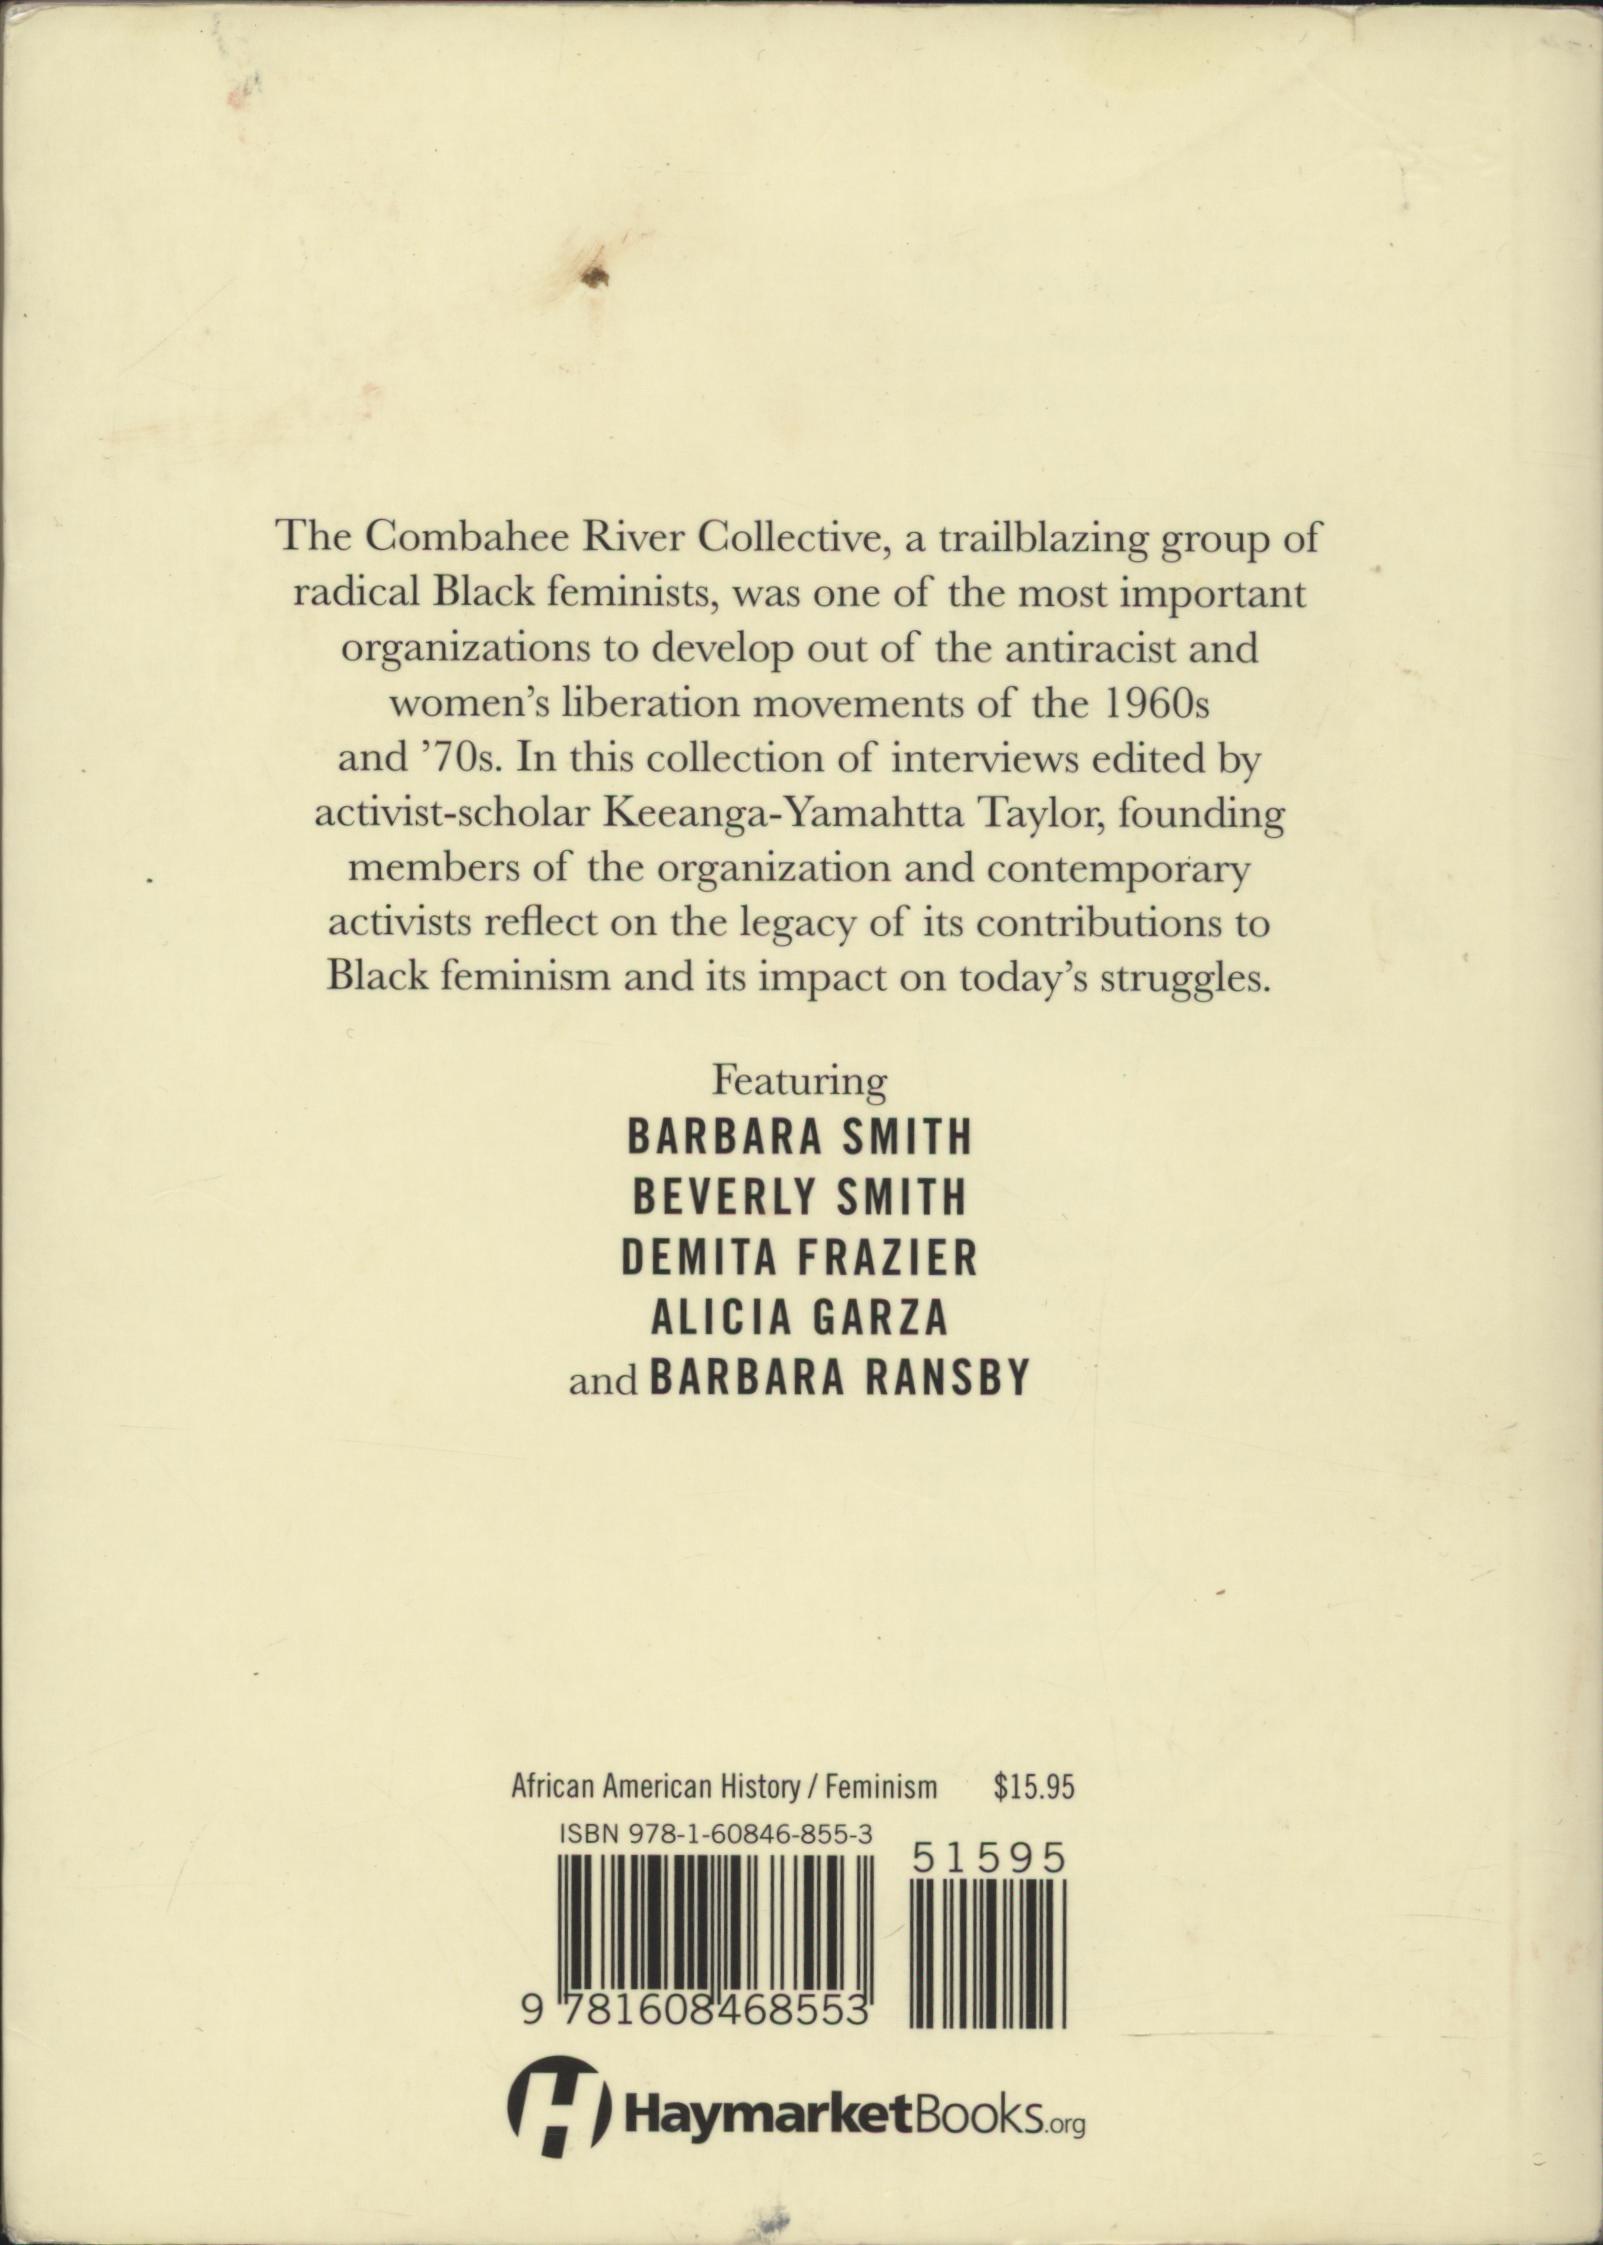 The Combahee River Collective, a trailblazing group of
radical Black feminists, was one of the most important
organizations to develop out of the antiracist and
women’s liberation movements of the 1960s
and ’70s. In this collection of interviews edited by
activist-scholar Keeanga-Yamahtta Taylor, founding
members of the organization and contemporary
activists reflect on the legacy of its contributions to
Black feminism and its impact on today’s struggles.
Featuring
BARBARA SMITH
BEVERLY SMITH
DEMITA FRAZIER
ALICIA GARZA
and BARBARA RANSBY
African American History / Feminism $15.95
ISBN 978-1-60846-855-3
51595
9 781608 468553
HaymarketBooks.org